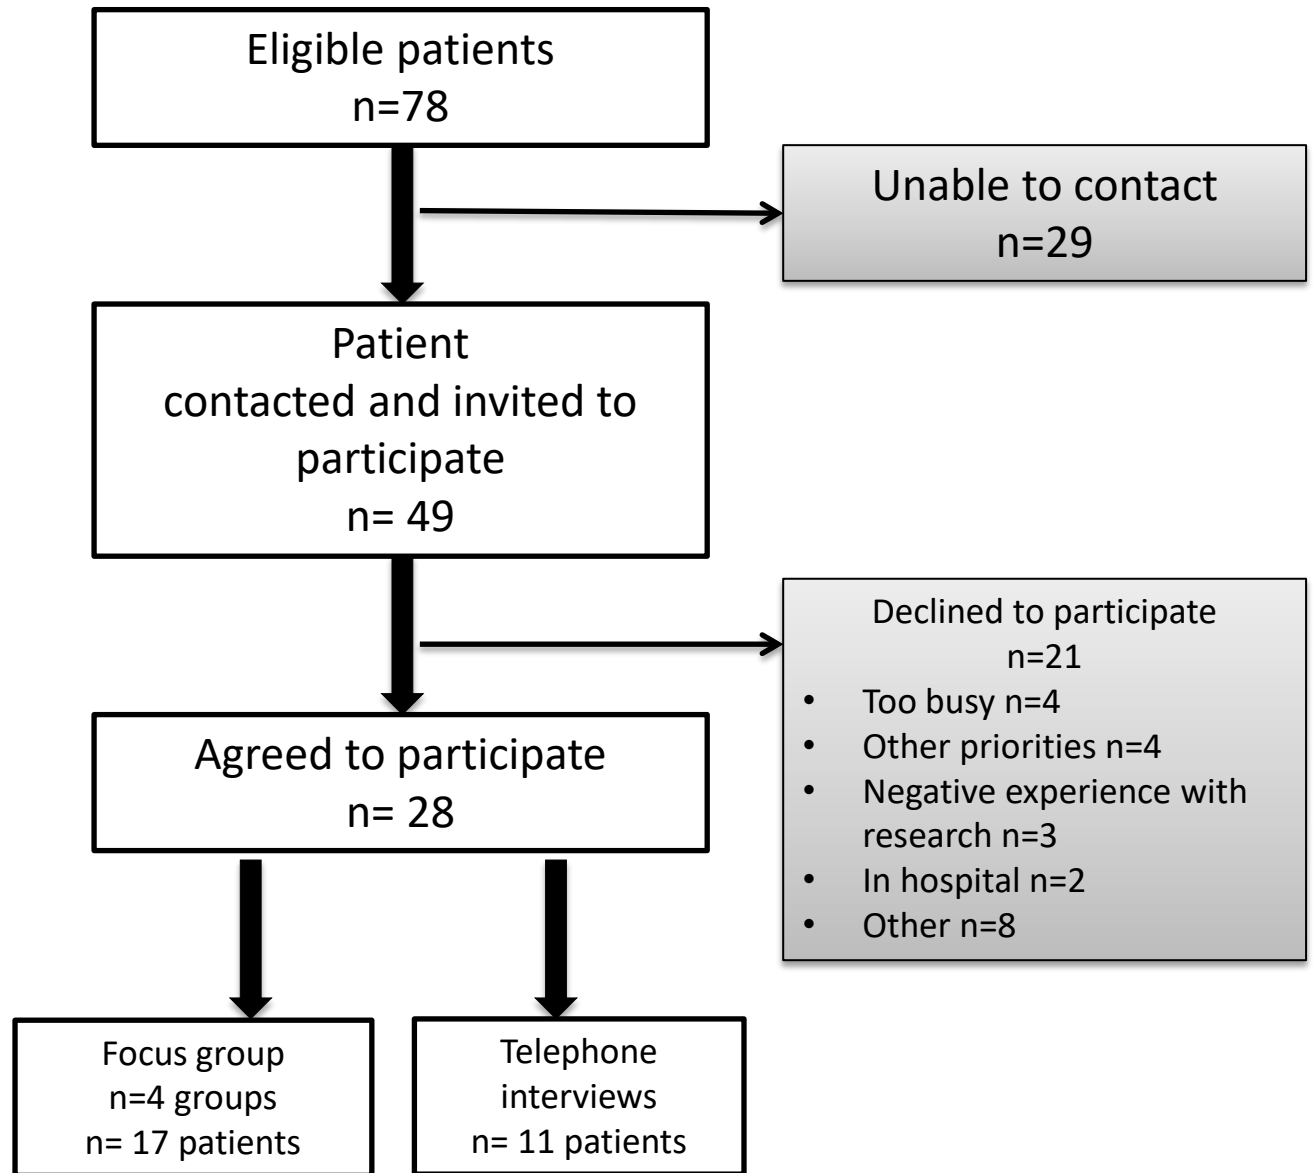 Eligible patients
n=78
Unable to contact
n=29
Patient
contacted and invited to
participate
n= 49
Declined to participate
n=21
• Too busy n=4
• Other priorities n=4
• Negative experience with
research n=3
• In hospital n=2
• Other n=8
Agreed to participate
n= 28
Focus group
n=4 groups
n= 17 patients
Telephone
interviews
n= 11 patients